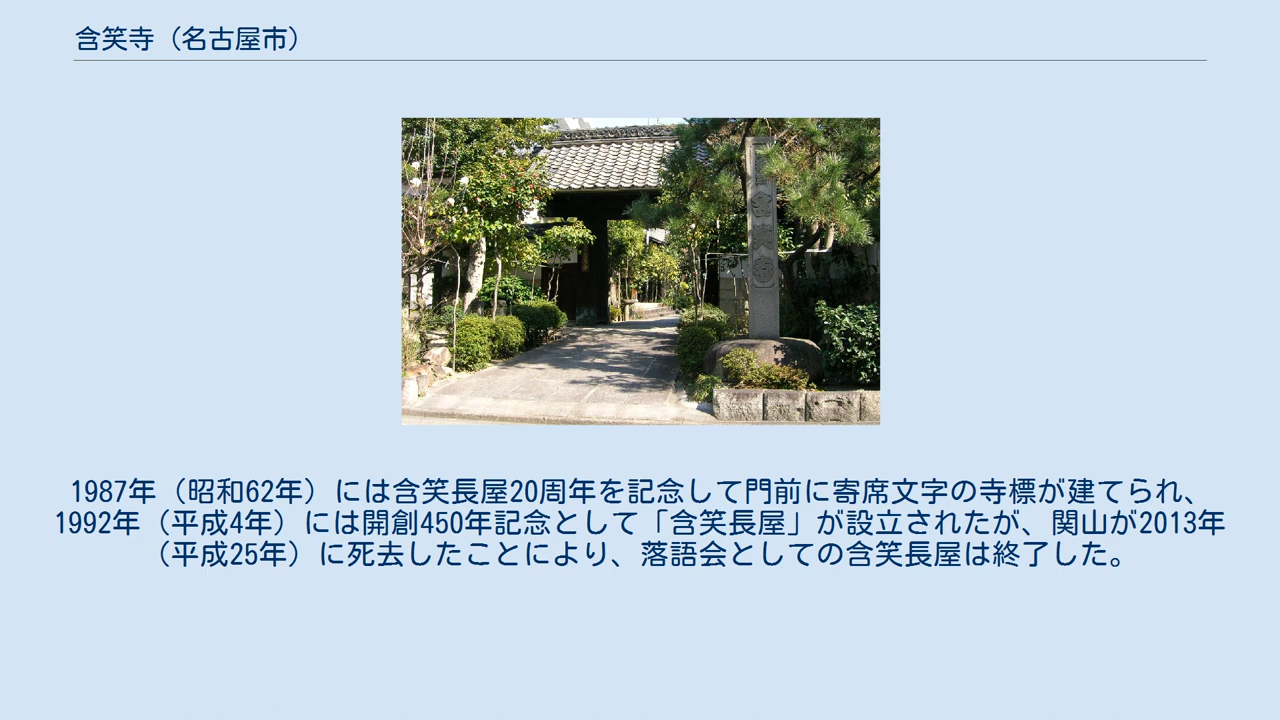 含笑寺（名古屋市）
含笑寺
1987年（昭和62年）には含笑長屋20周年を記念して門前に寄席文字の寺標が建てられ、
1992年（平成4年）には開創450年記念として「含笑長屋」が設立されたが、関山が2013年
（平成25年）に死去したことにより、落語会としての含笑長屋は終了した。